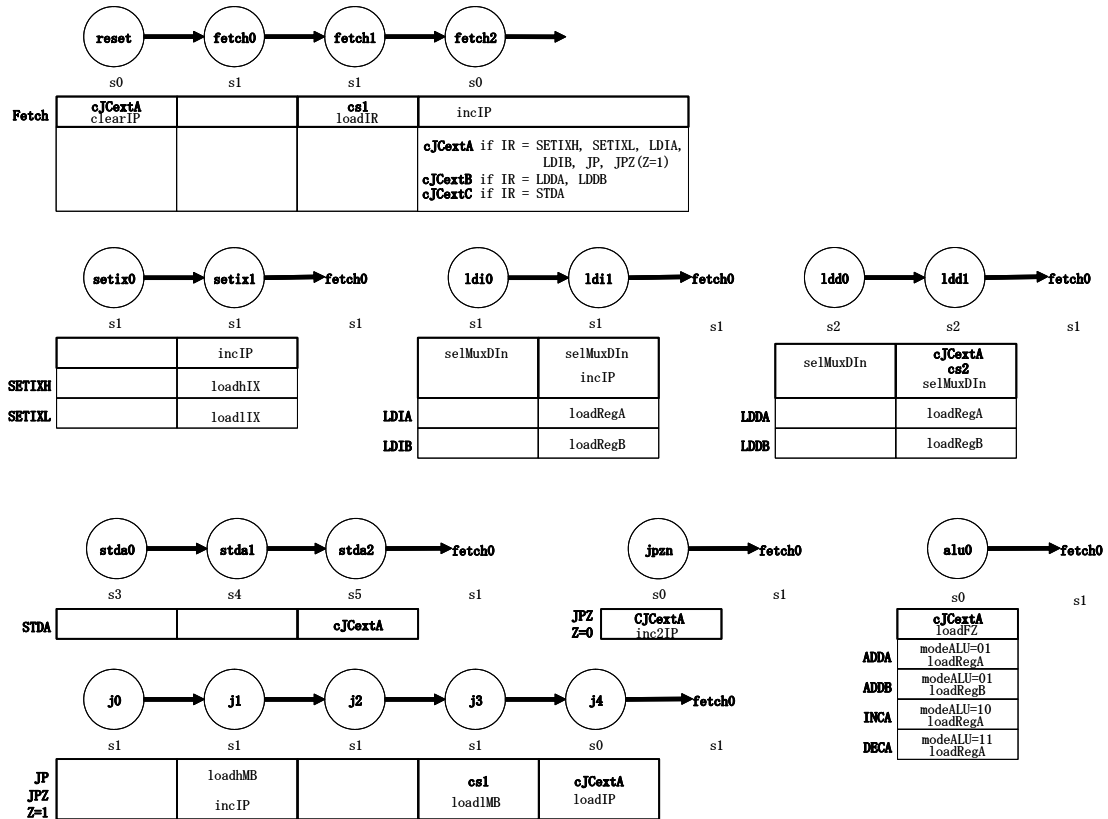 reset fetch0 fetch1 fetch2
s0 s1 s1 s0
Fetch cJCextA cs1 incIP
clearIP loadIR
cJCextA if IR = SETIXH, SETIXL, LDIA,
LDIB, JP, JPZ(Z=1)
cJCextB if IR = LDDA, LDDB
cJCextC if IR = STDA
setix0 setix1 fetch0
s1 s1 s1
incIP
SETIXH loadhIX
SETIXL loadlIX
ldi0 ldi1 fetch0
s1 s1 s1
selMuxDIn selMuxDIn
incIP
LDIA loadRegA
LDIB loadRegB
ldd0 ldd1 fetch0
s2 s2 s1
cJCextA
selMuxDIn cs2
selMuxDIn
LDDA loadRegA
LDDB loadRegB
stda0 stda1 stda2 fetch0
s3 s4 s5 s1
STDA cJCextA
jpzn fetch0
s0 s1
JPZ CJCextA
Z=0 inc2IP
alu0 fetch0
s0 s1
cJCextA
loadFZ
ADDA modeALU=01
loadRegA
ADDB modeALU=01
loadRegB
INCA modeALU=10
loadRegA
DECA modeALU=11
loadRegA
j0 j1 j2 j3 j4 fetch0
s1 s1 s1 s1 s0 s1
JP loadhMB cs1 cJCextA
JPZ loadlMB loadIP
Z=1 incIP